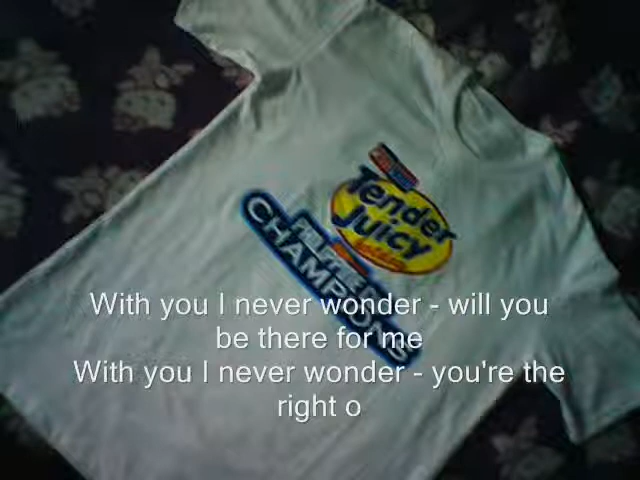 Tender
Juicy
CHAMPIONS
With you I never wonder - will you
be there for me
With you I never wonder - you're the
right o